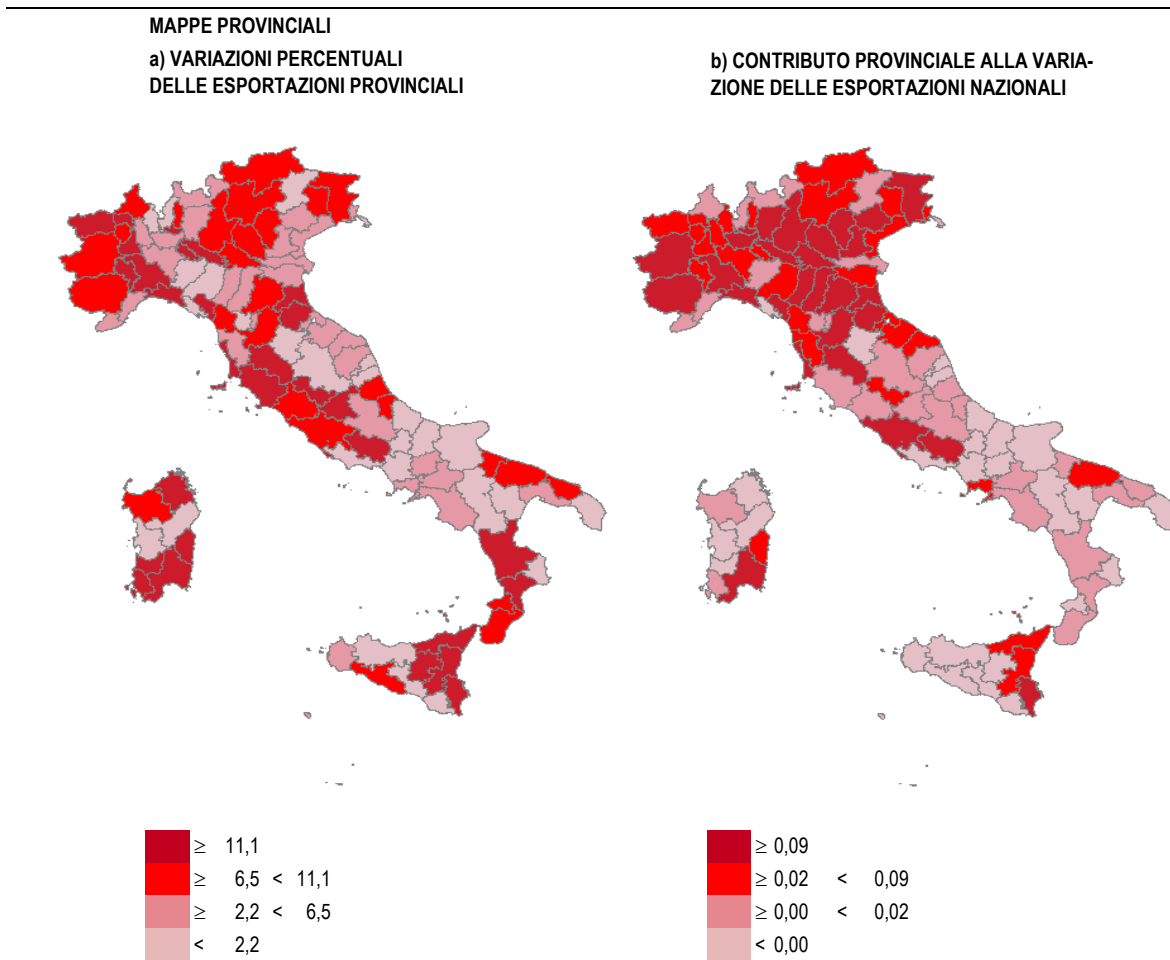 MAPPE PROVINCIALI
a) VARIAZIONI PERCENTUALI
DELLE ESPORTAZIONI PROVINCIALI
b) CONTRIBUTO PROVINCIALE ALLA VARIA-
ZIONE DELLE ESPORTAZIONI NAZIONALI
≥ 11,1
≥ 6,5 < 11,1
≥ 2,2 < 6,5
< 2,2
≥ 0,09
≥ 0,02 < 0,09
≥ 0,00 < 0,02
< 0,00